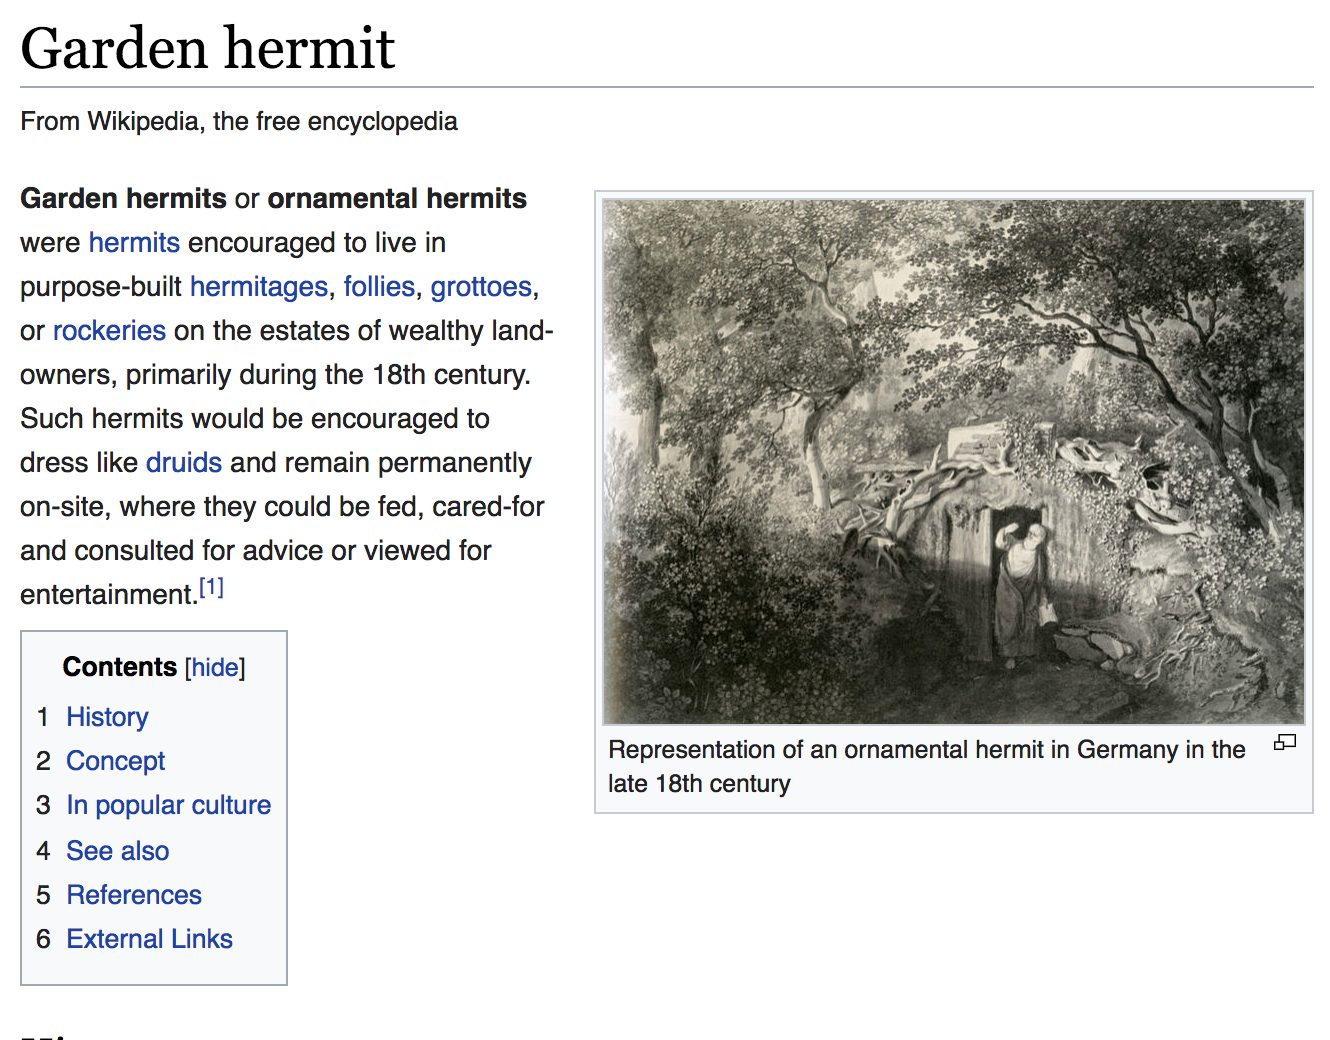 Garden hermit
From Wikipedia, the free encyclopedia
Garden hermits or ornamental hermits
were hermits encouraged to live in
purpose-built hermitages, follies, grottoes,
or rockeries on the estates of wealthy land-
owners, primarily during the 18th century.
Such hermits would be encouraged to
dress like druids and remain permanently
on-site, where they could be fed, cared-for
and consulted for advice or viewed for
entertainment.[1]
Contents [hide]
1 History
2 Concept
3 In popular culture
4 See also
5 References
6 External Links
Representation of an ornamental hermit in Germany in the
late 18th century